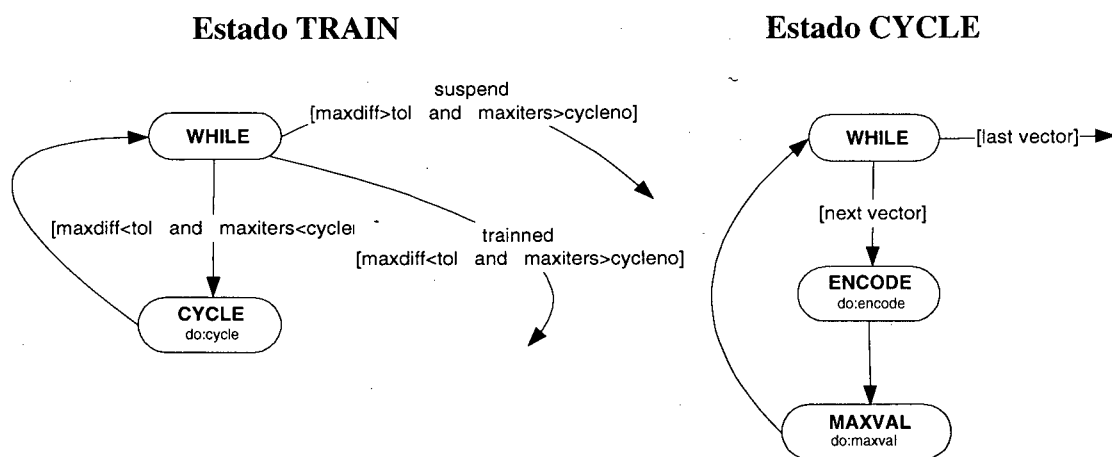 Estado TRAIN
WHILE
suspend
[maxdiff>tol and maxiters>cycleno]
[maxdiff<tol and maxiters<cycle
trainned
[maxdiff<tol and maxiters>cycleno]
CYCLE
do:cycle
Estado CYCLE
WHILE
[last vector]
[next vector]
ENCODE
do:encode
MAXVAL
do:maxval